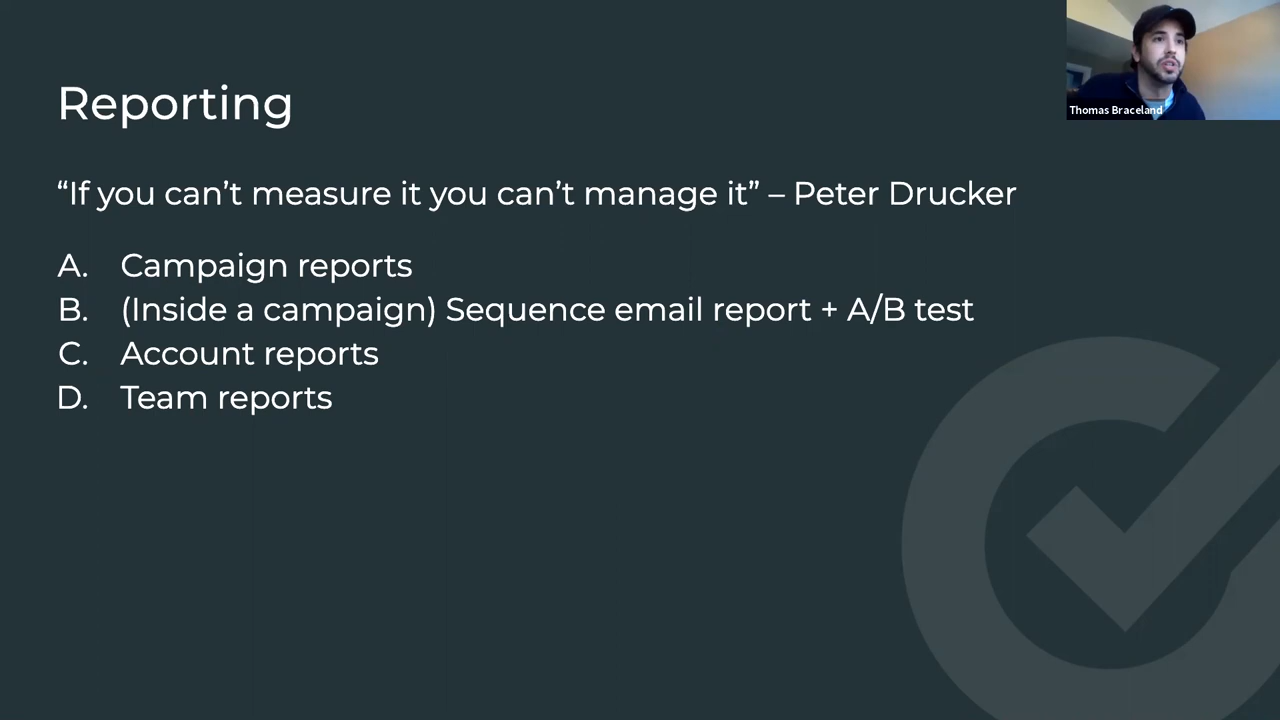 Reporting
“If you can’t measure it you can’t manage it” – Peter Drucker
A. Campaign reports
B. (Inside a campaign) Sequence email report + A/B test
C. Account reports
D. Team reports
Thomas Braceland